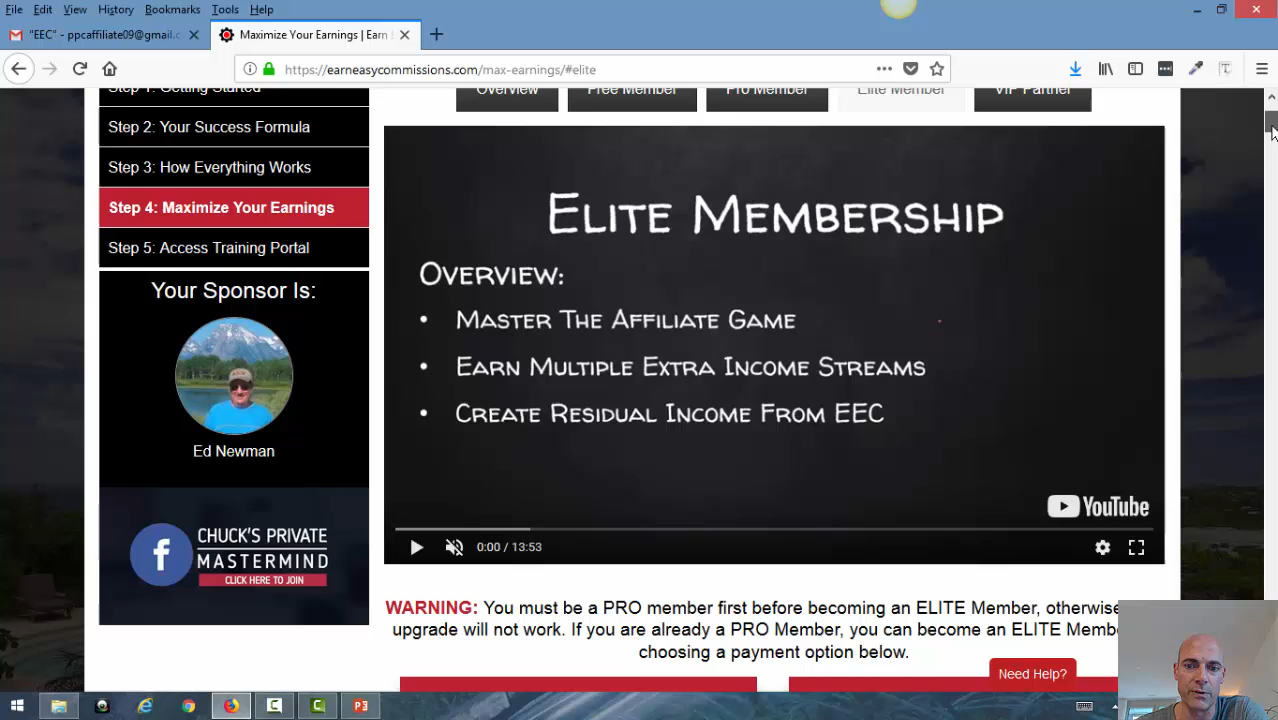 File Edit View History Bookmarks Tools Help
"EEC" - ppcaffiliate09@gmail.c
Maximize Your Earnings | Earn E
https://earneasycommissions.com/max-earnings/#elite
Step 1: Getting Started
Overview
Free Member
Pro Member
Elite Member
VIP Partner
Step 2: Your Success Formula
Step 3: How Everything Works
Step 4: Maximize Your Earnings
Step 5: Access Training Portal
Your Sponsor Is:
Ed Newman
CHUCK'S PRIVATE
MASTERMIND
CLICK HERE TO JOIN
Elite Membership
Overview:
• Master The Affiliate Game
• Earn Multiple Extra Income Streams
• Create Residual Income From EEC
YouTube
0:00 / 13:53
WARNING: You must be a PRO member first before becoming an ELITE Member, otherwise
upgrade will not work. If you are already a PRO Member, you can become an ELITE Membe
choosing a payment option below.
Need Help?